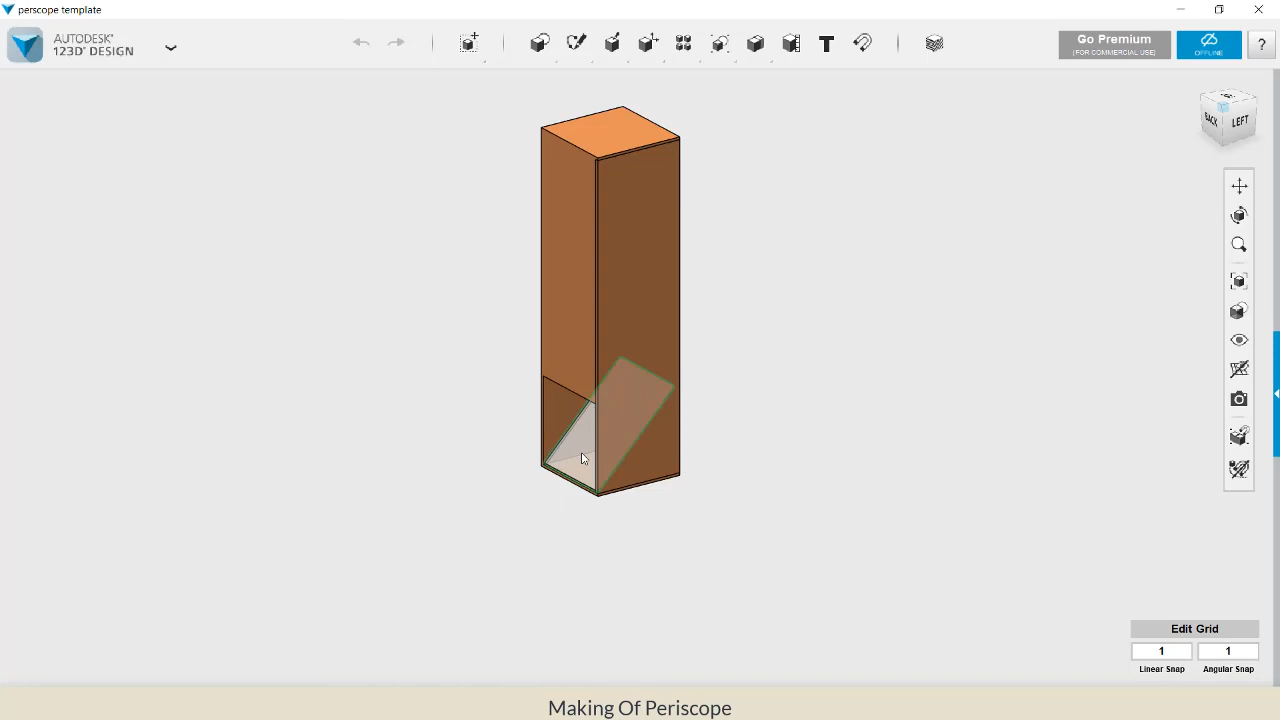 perscope template
AUTODESK®
123D® DESIGN
T
Go Premium
(FOR COMMERCIAL USE)
OFFLINE
?
BACK
LEFT
Edit Grid
1
1
Linear Snap
Angular Snap
Making Of Periscope